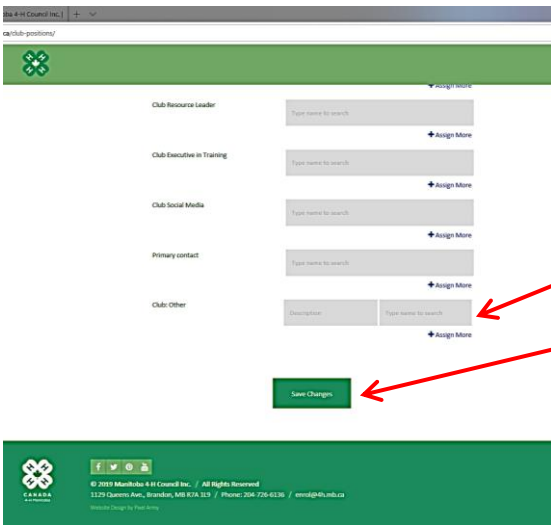 oba 4-H Council Inc. |
ca/club-positions/
Assign More
Club Resource Leader
Type name to search
Assign More
Club Executive in Training
Type name to search
Assign More
Club Social Media
Type name to search
Assign More
Primary contact
Type name to search
Assign More
Club: Other
Description
Type name to search
Assign More
Save Changes
CANADA
4-H Manitoba
© 2019 Manitoba 4-H Council Inc. / All Rights Reserved
1129 Queens Ave., Brandon, MB R7A 1L9 / Phone: 204-726-6136 / enrol@4h.mb.ca
Website Design by Pixel Army